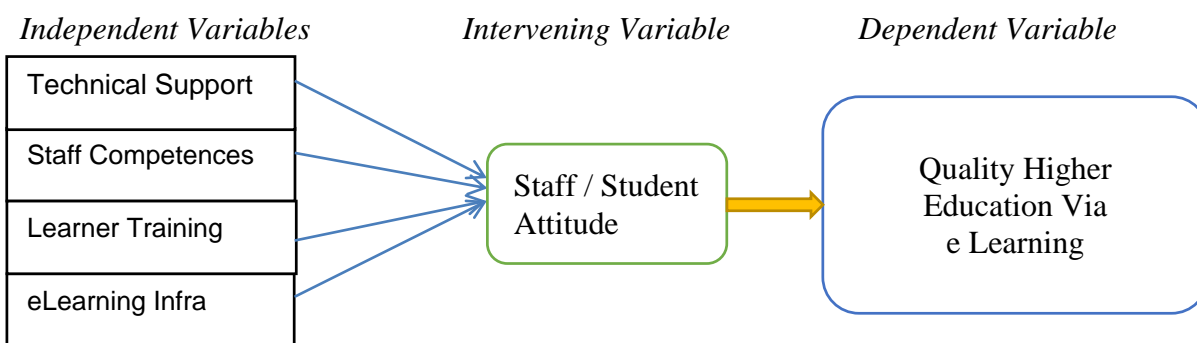 Independent Variables
Intervening Variable
Dependent Variable
Technical Support
Staff Competences
Learner Training
eLearning Infra
Staff / Student
Attitude
Quality Higher
Education Via
e Learning